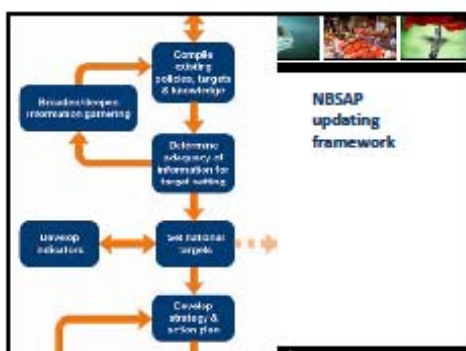 Compile
existing
policies, targets
& knowledge
Broaden/deepen
information gathering
Determine
adequacy of
information for
target setting
Develop
indicators
Set national
targets
Develop
strategy &
action plan
NBSAP
updating
framework